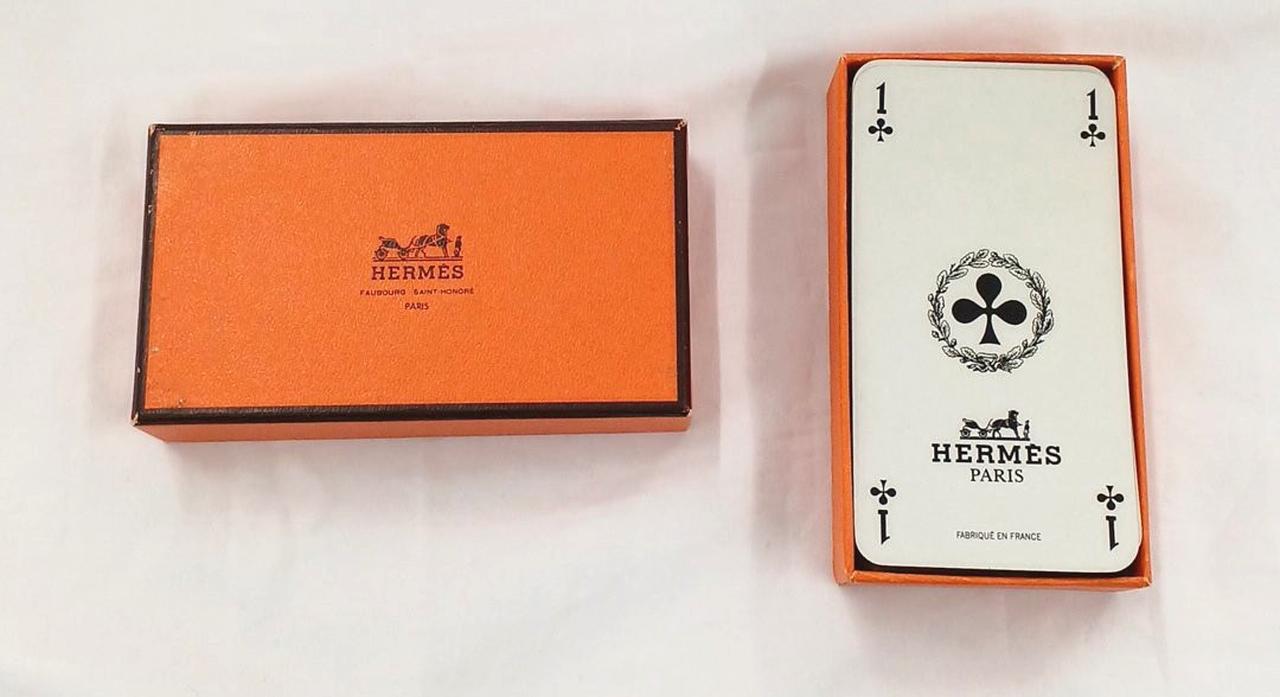 HERMÈS
FAUBOURG SAINT-HONORÉ
PARIS
1 1
HERMÈS
PARIS
1 1
FABRIQUÉ EN FRANCE